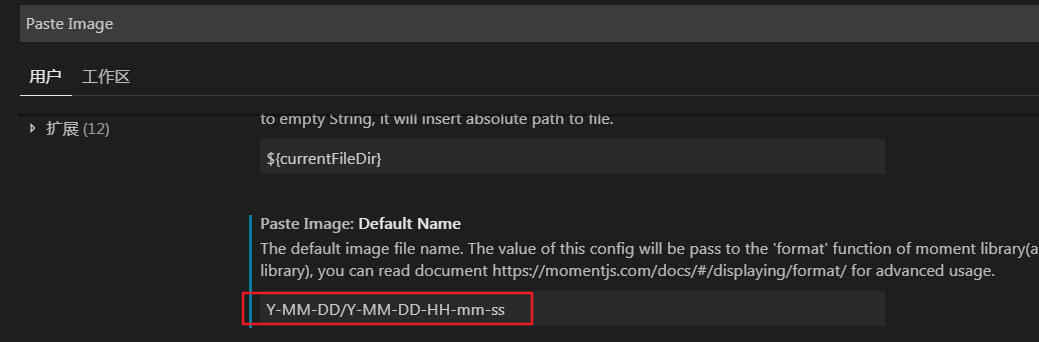 Paste Image
用户 工作区
扩展 (12)
to empty String, it will insert absolute path to file.
${currentFileDir}
Paste Image: Default Name
The default image file name. The value of this config will be pass to the 'format' function of moment library(a
library), you can read document https://momentjs.com/docs/#/displaying/format/ for advanced usage.
Y-MM-DD/Y-MM-DD-HH-mm-ss